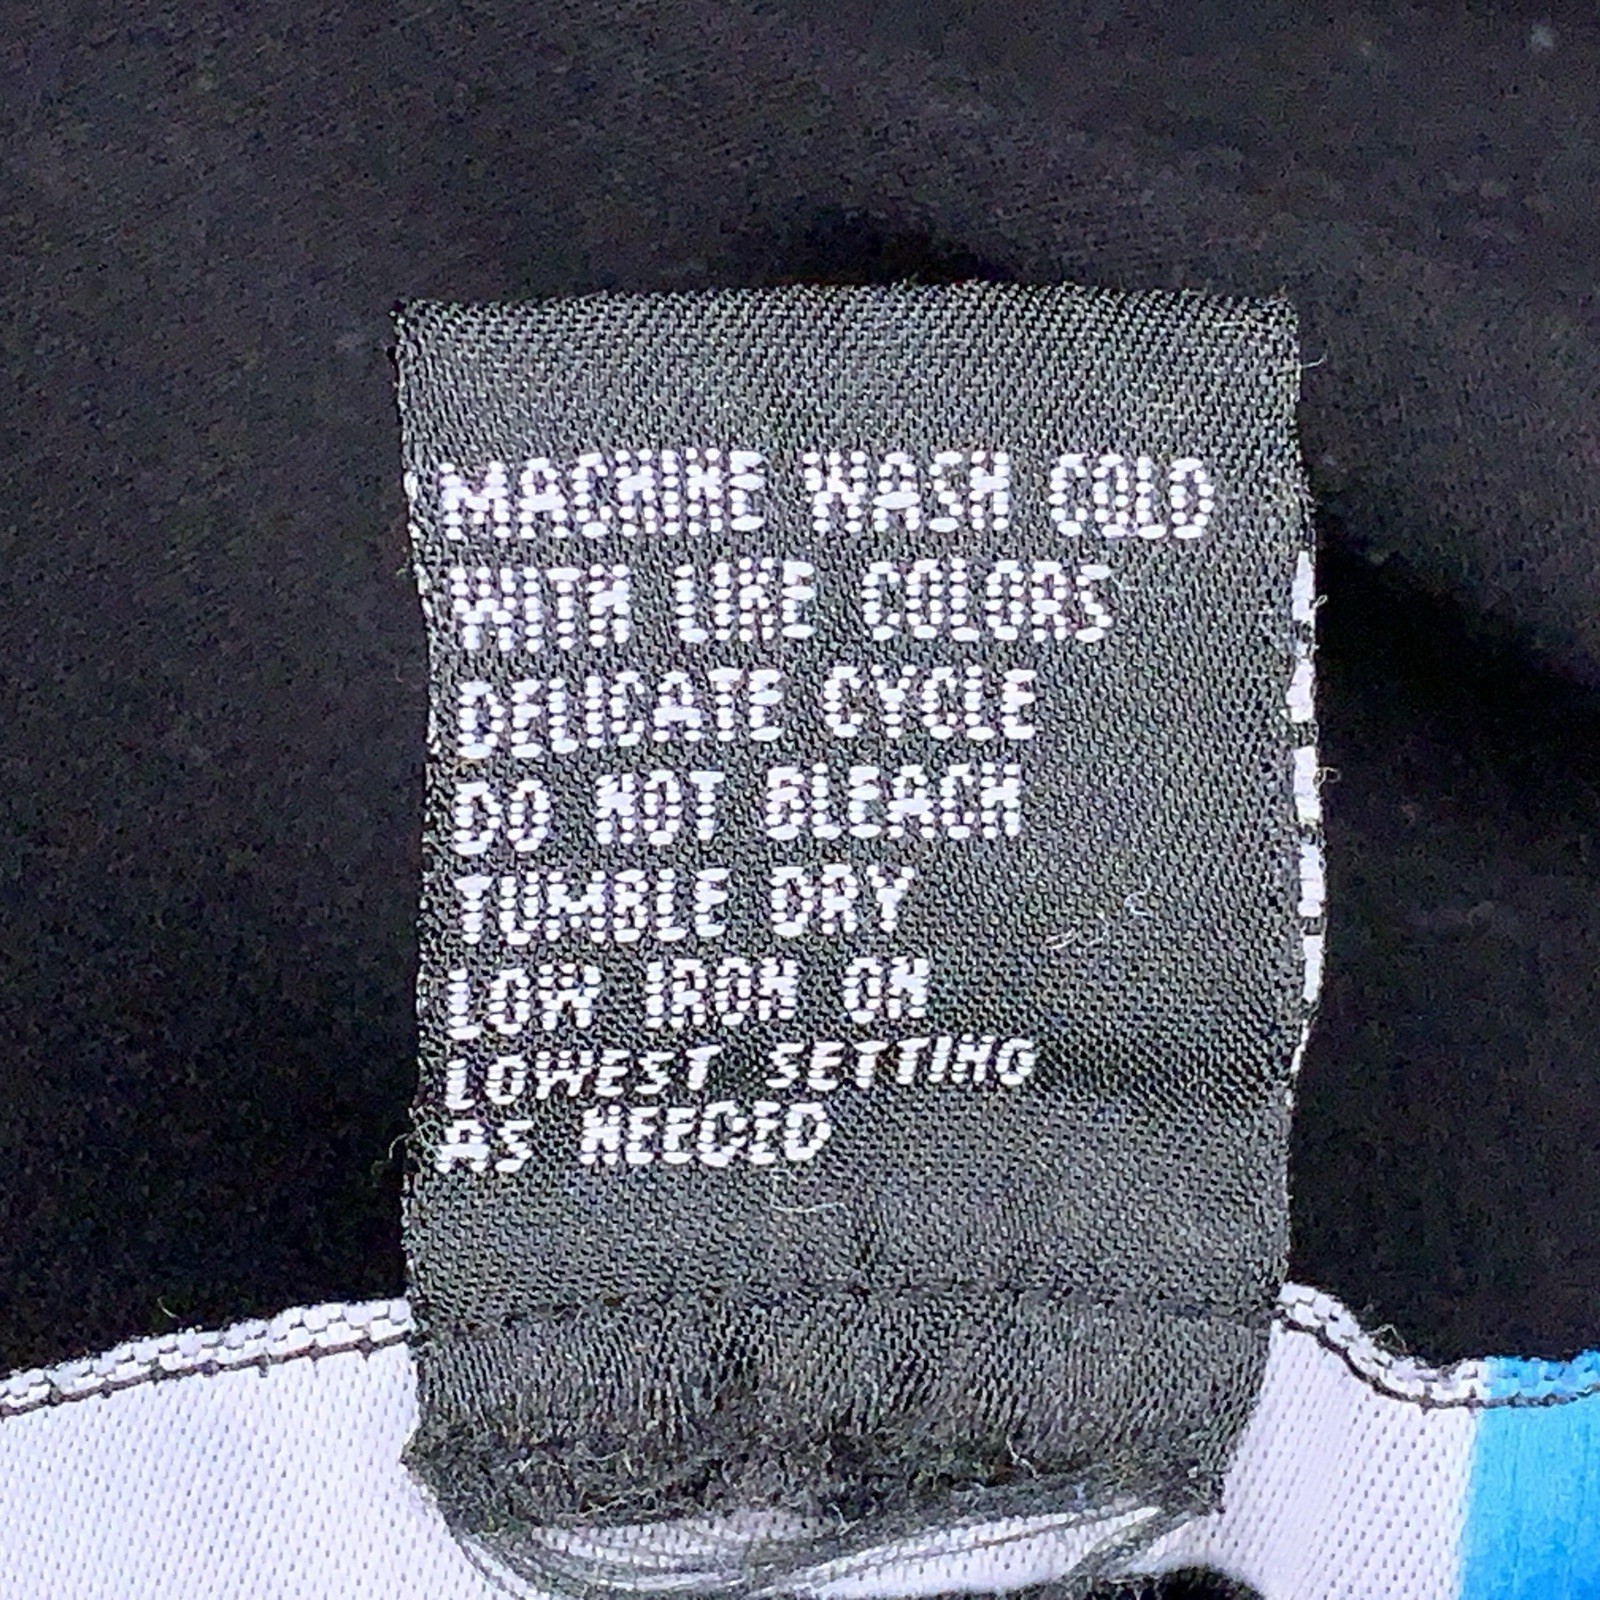 MACHINE WASH COLD
WITH LIKE COLORS
DELICATE CYCLE
DO NOT BLEACH
TUMBLE DRY
LOW IRON ON
LOWEST SETTING
AS NEEDED